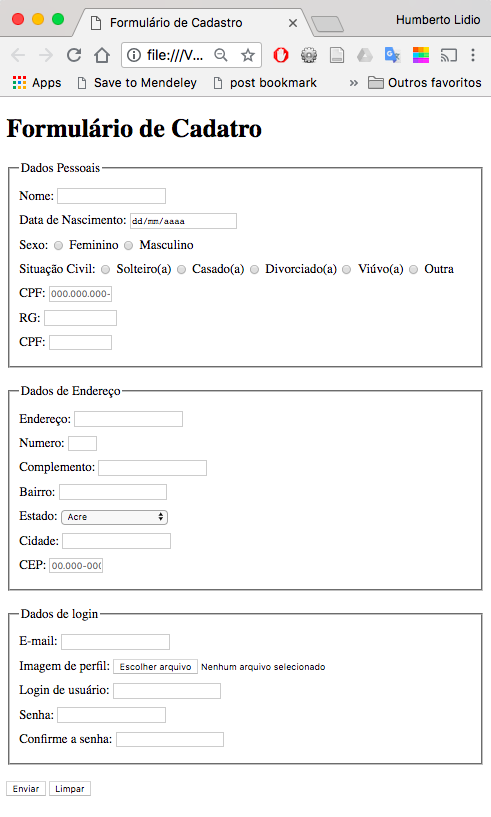 Formulário de Cadastro
Humberto Lidio
file:///V...
Apps Save to Mendeley post bookmark » Outros favoritos
Formulário de Cadatro
Dados Pessoais
Nome:
Data de Nascimento: dd/mm/aaaa
Sexo: Feminino Masculino
Situação Civil: Solteiro(a) Casado(a) Divorciado(a) Viúvo(a) Outra
CPF: 000.000.000-
RG:
CPF:
Dados de Endereço
Endereço:
Numero:
Complemento:
Bairro:
Estado: Acre
Cidade:
CEP: 00.000-000
Dados de login
E-mail:
Imagem de perfil: Escolher arquivo Nenhum arquivo selecionado
Login de usuário:
Senha:
Confirme a senha:
Enviar Limpar